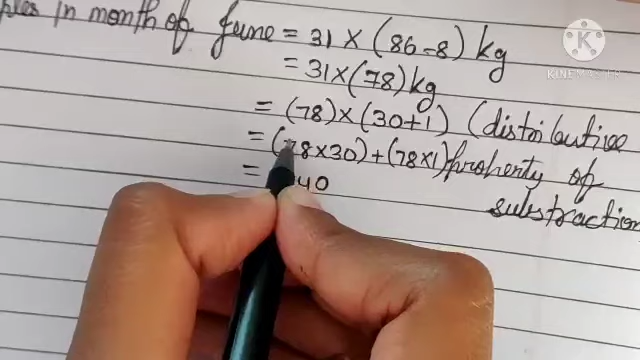 in month of June = 31 × (86-8) kg
= 31×(78) kg
= (78)×(30+1) (distributive
= (78×30)+(78×1) property of
= 40 substraction
KINEMASTER